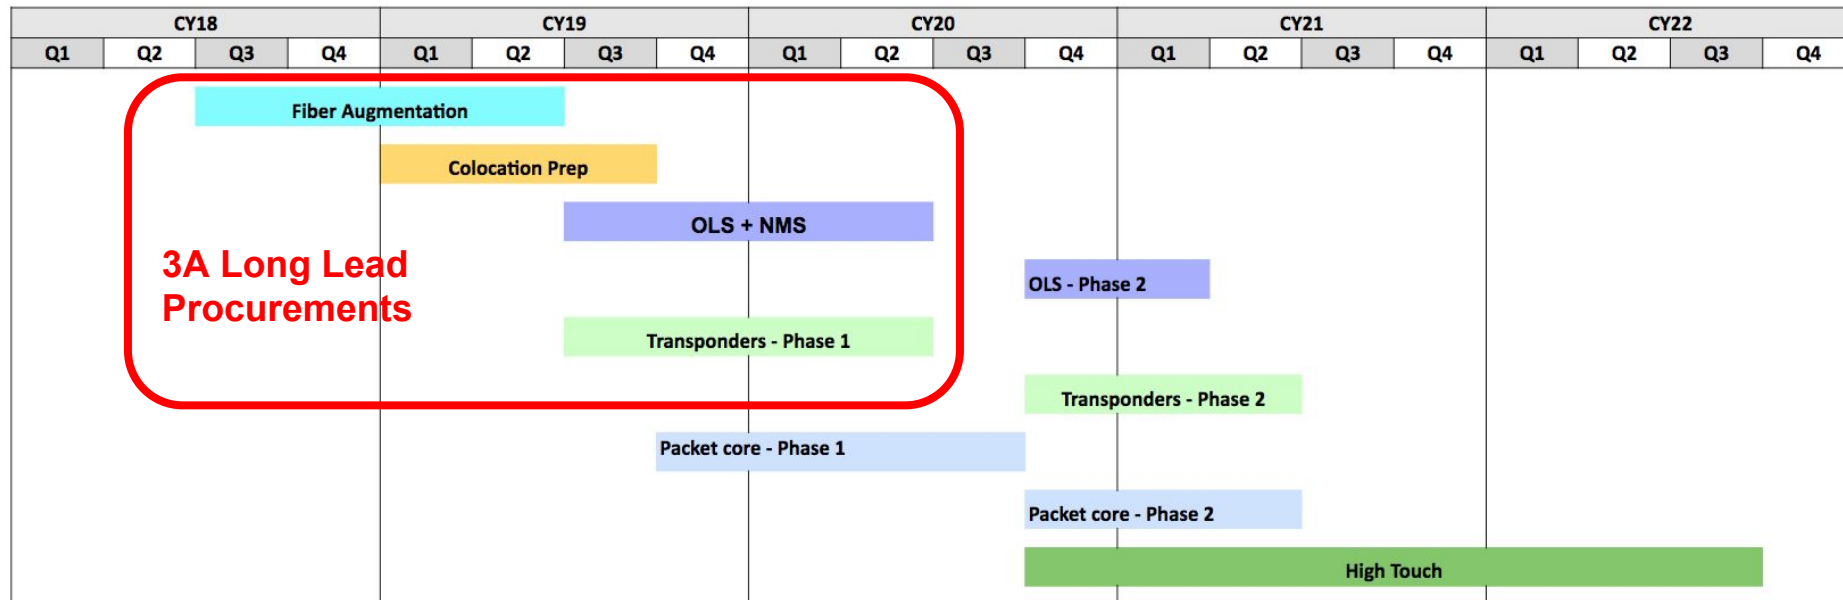 CY18 CY19 CY20 CY21 CY22
Q1 Q2 Q3 Q4 Q1 Q2 Q3 Q4 Q1 Q2 Q3 Q4 Q1 Q2 Q3 Q4 Q1 Q2 Q3 Q4
Fiber Augmentation
Colocation Prep
OLS + NMS
3A Long Lead
Procurements
OLS - Phase 2
Transponders - Phase 1
Transponders - Phase 2
Packet core - Phase 1
Packet core - Phase 2
High Touch